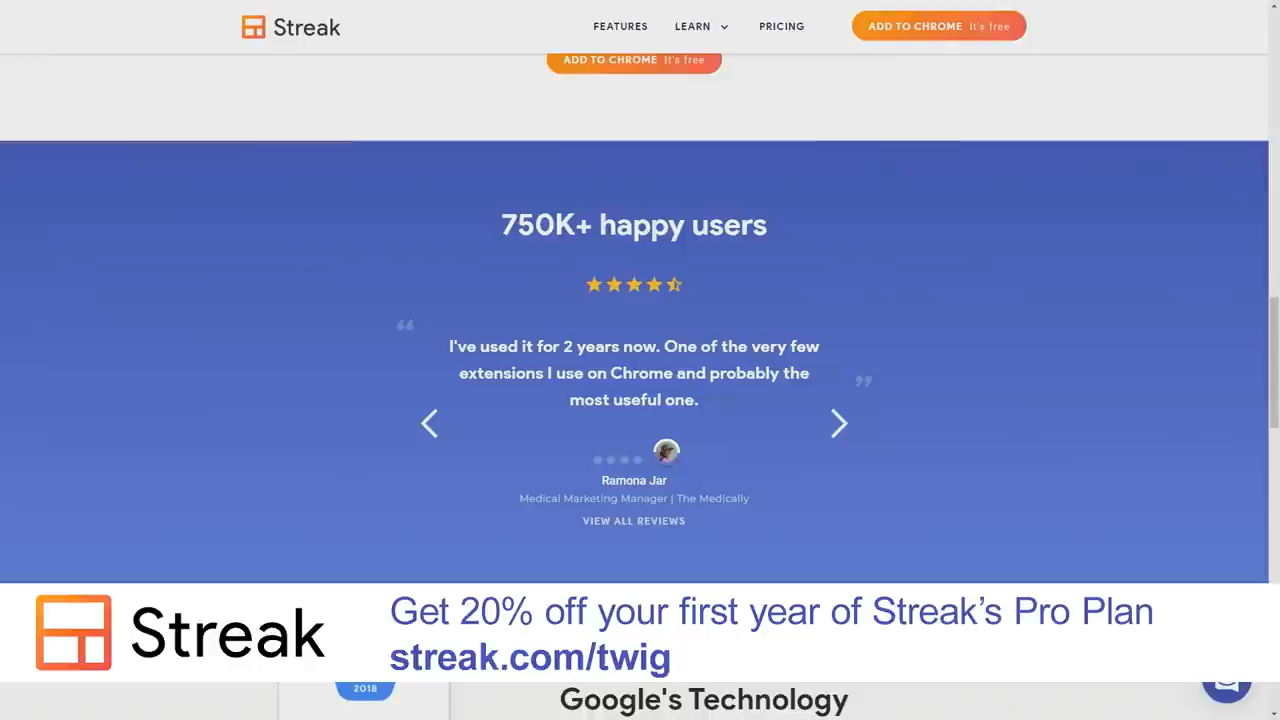 Streak
FEATURES
LEARN
PRICING
ADD TO CHROME It's free
ADD TO CHROME It's free
750K+ happy users
“
I've used it for 2 years now. One of the very few
extensions I use on Chrome and probably the
most useful one.
”
Ramona Jar
Medical Marketing Manager | The Medically
VIEW ALL REVIEWS
Streak
Get 20% off your first year of Streak's Pro Plan
streak.com/twig
2018
Google's Technology